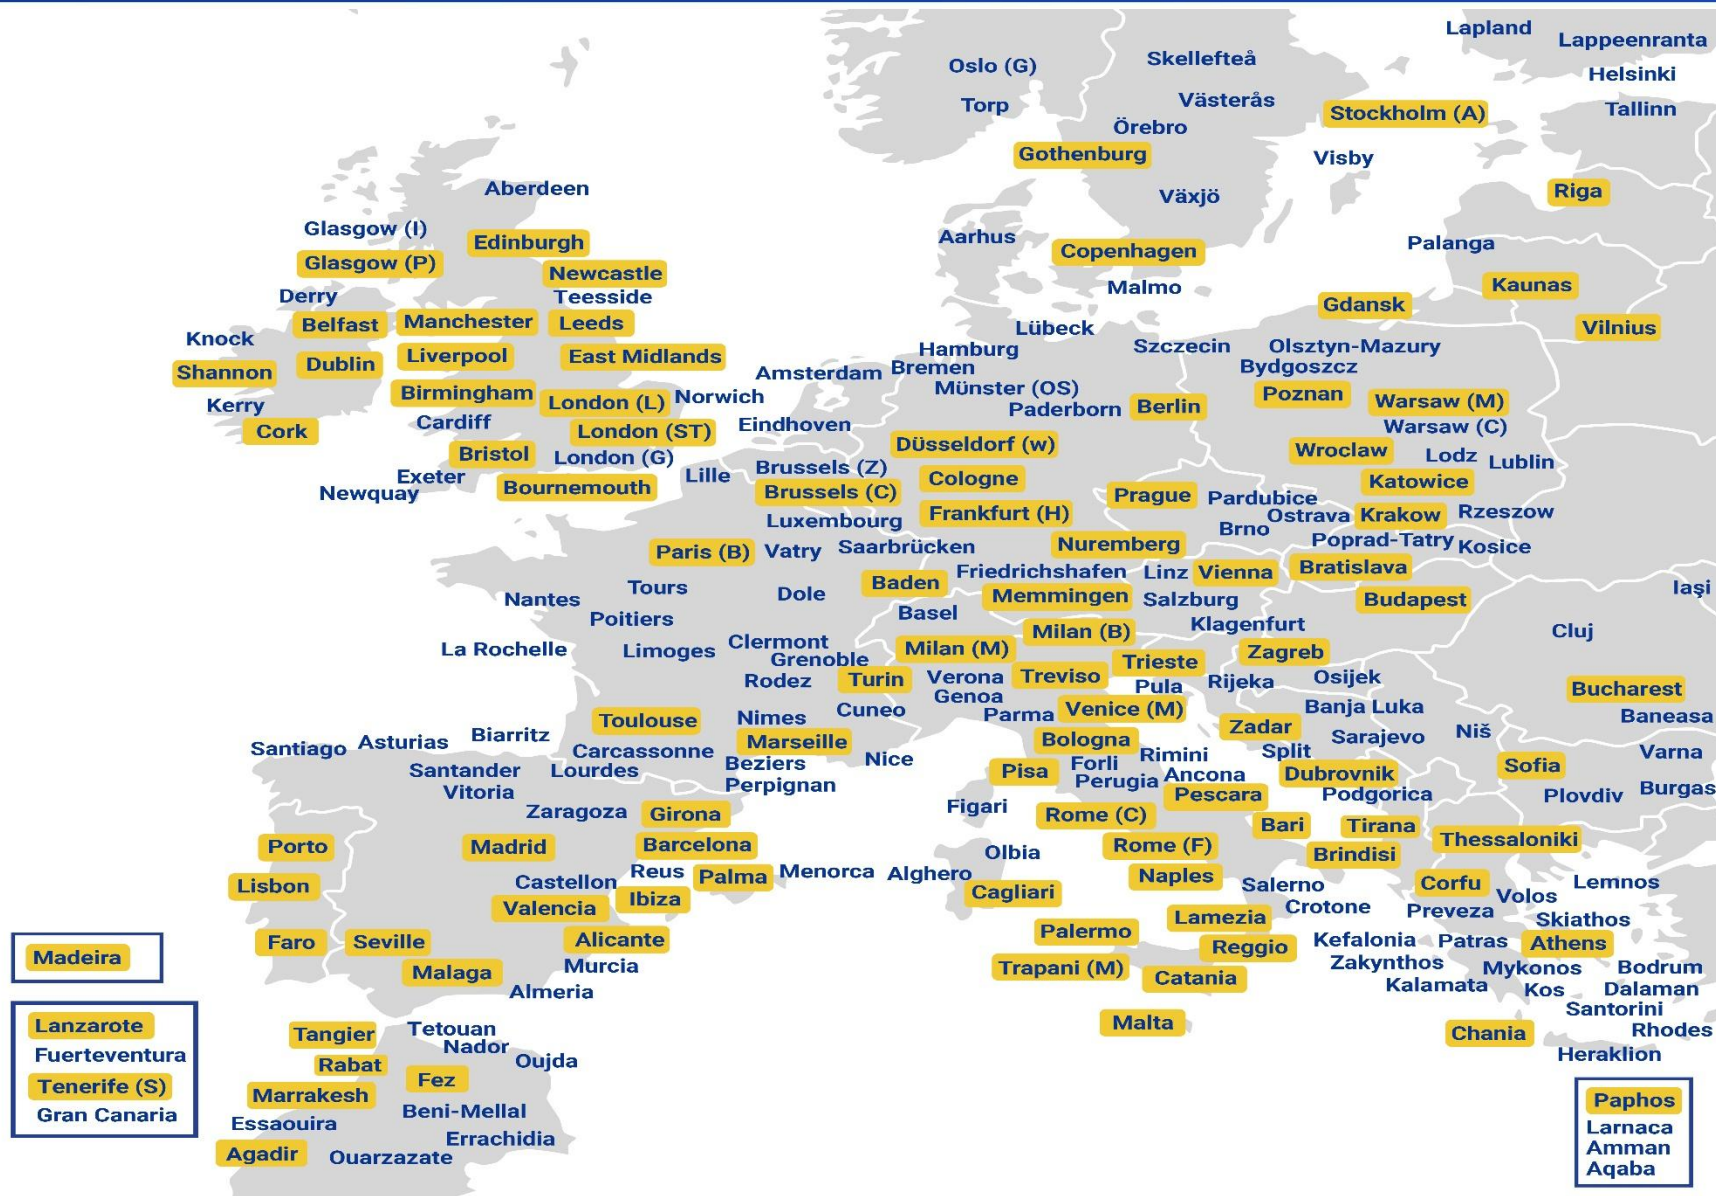 Lapland
Lappeenranta
Oslo (G)
Skellefteå
Helsinki
Torp
Västerås
Stockholm (A)
Tallinn
Örebro
Gothenburg
Visby
Aberdeen
Växjö
Riga
Glasgow (I)
Edinburgh
Aarhus
Copenhagen
Palanga
Glasgow (P)
Newcastle
Derry
Teesside
Malmo
Kaunas
Gdansk
Knock
Belfast
Manchester
Leeds
Lübeck
Vilnius
Shannon
Dublin
Liverpool
East Midlands
Hamburg
Szczecin
Olsztyn-Mazury
Amsterdam
Bremen
Bydgoszcz
Kerry
Birmingham
London (L)
Norwich
Münster (OS)
Paderborn
Berlin
Poznan
Warsaw (M)
Cork
Cardiff
London (ST)
Eindhoven
Warsaw (C)
Bristol
London (G)
Düsseldorf (w)
Wroclaw
Lodz
Lublin
Exeter
Lille
Brussels (Z)
Cologne
Katowice
Newquay
Bournemouth
Brussels (C)
Prague
Pardubice
Luxembourg
Frankfurt (H)
Ostrava
Krakow
Rzeszow
Brno
Paris (B)
Vatry
Saarbrücken
Nuremberg
Poprad-Tatry
Kosice
Tours
Dole
Baden
Friedrichshafen
Linz
Vienna
Bratislava
Iaşi
Nantes
Memmingen
Salzburg
Budapest
Poitiers
Basel
Klagenfurt
Cluj
La Rochelle
Limoges
Clermont
Milan (M)
Milan (B)
Grenoble
Trieste
Zagreb
Rodez
Turin
Verona
Treviso
Pula
Rijeka
Osijek
Bucharest
Genoa
Toulouse
Nimes
Cuneo
Parma
Venice (M)
Banja Luka
Baneasa
Santiago
Asturias
Biarritz
Carcassonne
Marseille
Nice
Bologna
Rimini
Zadar
Split
Sarajevo
Niš
Varna
Santander
Lourdes
Beziers
Pisa
Forli
Ancona
Dubrovnik
Sofia
Vitoria
Perpignan
Perugia
Pescara
Podgorica
Plovdiv
Burgas
Zaragoza
Girona
Figari
Rome (C)
Bari
Tirana
Thessaloniki
Porto
Madrid
Barcelona
Olbia
Rome (F)
Brindisi
Lisbon
Castellon
Reus
Palma
Menorca
Alghero
Cagliari
Naples
Salerno
Corfu
Lemnos
Valencia
Ibiza
Crotone
Preveza
Volos
Skiathos
Faro
Seville
Alicante
Palermo
Lamezia
Reggio
Kefalonia
Patras
Athens
Madeira
Malaga
Murcia
Trapani (M)
Catania
Zakynthos
Mykonos
Bodrum
Almeria
Kalamata
Kos
Dalaman
Santorini
Lanzarote
Tangier
Tetouan
Malta
Chania
Rhodes
Fuerteventura
Nador
Heraklion
Rabat
Oujda
Tenerife (S)
Fez
Gran Canaria
Marrakesh
Beni-Mellal
Paphos
Essaouira
Errachidia
Larnaca
Agadir
Ouarzazate
Amman
Aqaba